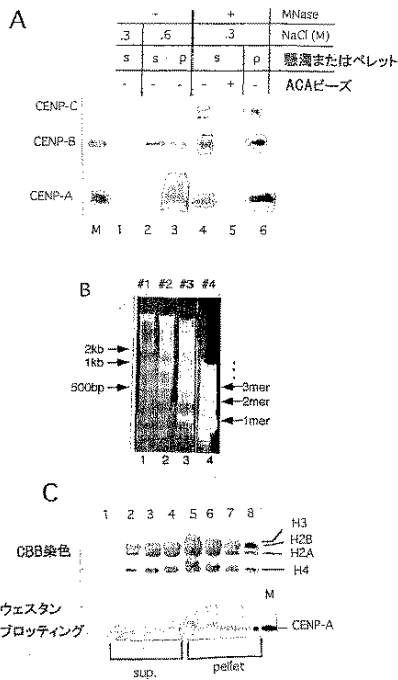 A
- + MNase
.3 .6 .3 NaCl (M)
s s p s p 懸濁またはペレット
- - - - + - ACAビーズ
CENP-C
CENP-B
CENP-A
M 1 2 3 4 5 6
B
#1 #2 #3 #4
2kb
1kb
500bp
3mer
2mer
1mer
1 2 3 4
C
1 2 3 4 5 6 7 8
CBB染色
H3
H2B
H2A
H4
ウェスタン
ブロッティング
M
CENP-A
sup. pellet